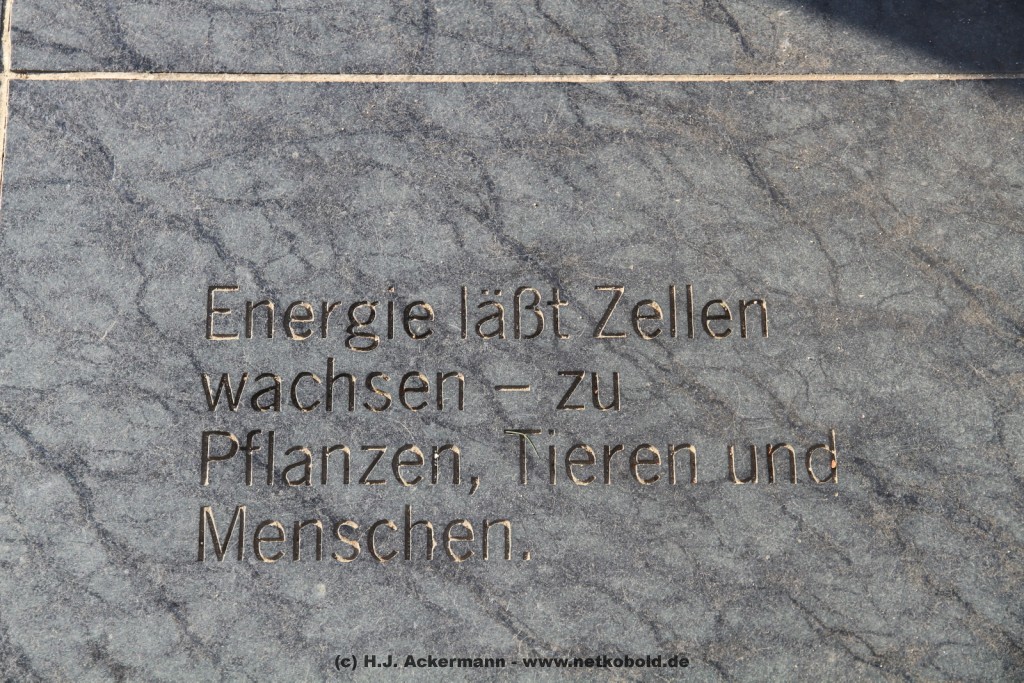 Energie läßt Zellen
wachsen – zu
Pflanzen, Tieren und
Menschen.
(c) H.J. Ackermann - www.netkobold.de